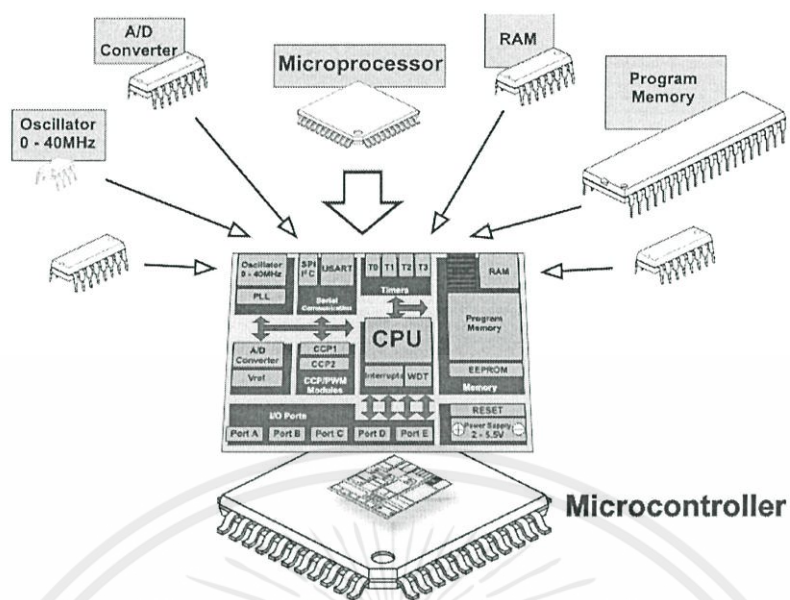 A/D
Converter
Microprocessor
RAM
Program
Memory
Oscillator
0 - 40MHz
Oscillator
0 - 40MHz
PLL
SPI
I²C
USART
Serial
Communication
T0 T1 T2 T3
Timers
RAM
Program
Memory
EEPROM
Memory
A/D
Converter
Vref
CCP1
CCP2
CCP/PWM
Modules
CPU
Interrupts
WDT
I/O Ports
Port A Port B Port C Port D Port E
RESET
Power Supply
2 - 5.5V
Microcontroller